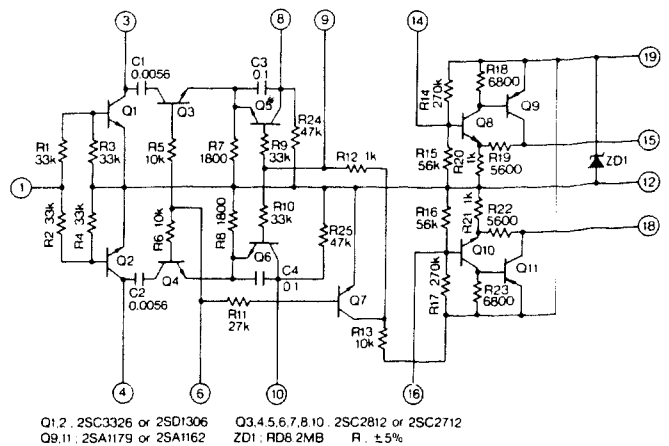 3 8 9 14 19
C1
0.0056
C3
0.1
R18
6800
R14
270k
Q1
Q3
Q5
Q8
Q9
R24
47k
R1
33k
R3
33k
R5
10k
R7
1800
R9
33k
R12 1k
R15
56k
R20
1k
R19
5600
ZD1
15
1
12
R2 33k
R4 33k
R6 10k
R8 1800
R10
33k
R16
56k
R21 1k
R22
5600
18
R25
47k
Q2
Q4
Q6
Q10
Q11
C2
0.0056
C4
0.1
R11
27k
Q7
R13
10k
R17 270k
R23
6800
4 6 10 16
Q1,2 . 2SC3326 or 2SD1306 Q3,4,5,6,7,8,10 . 2SC2812 or 2SC2712
Q9,11 ; 2SA1179 or 2SA1162 ZD1 ; RD8.2MB R . ±5%